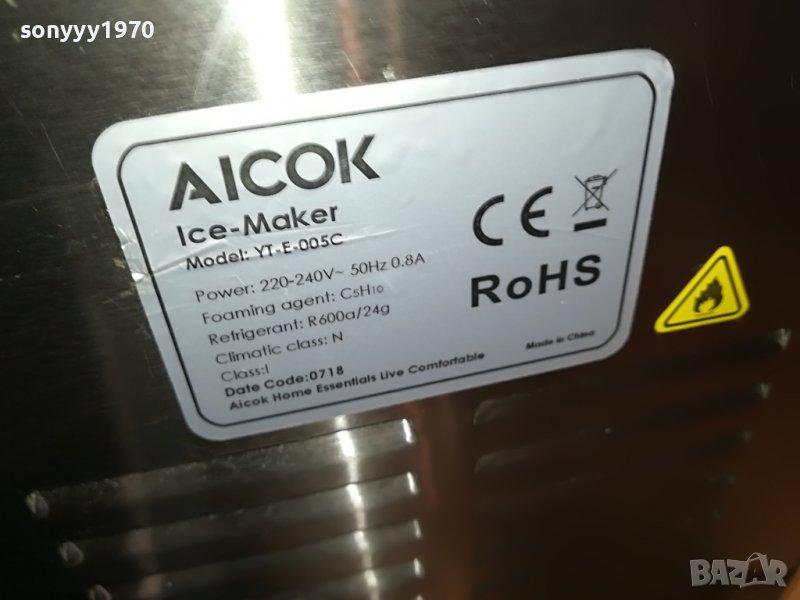 sonyyy1970
AICOK
Ice-Maker
Model: YT-E-005C
Power: 220-240V~ 50Hz 0.8A
Foaming agent: C5H10
Refrigerant: R600a/24g
Climatic class: N
Class:I
Date Code:0718
Aicok Home Essentials Live Comfortable
CE
RoHS
Made in China
BAZAR